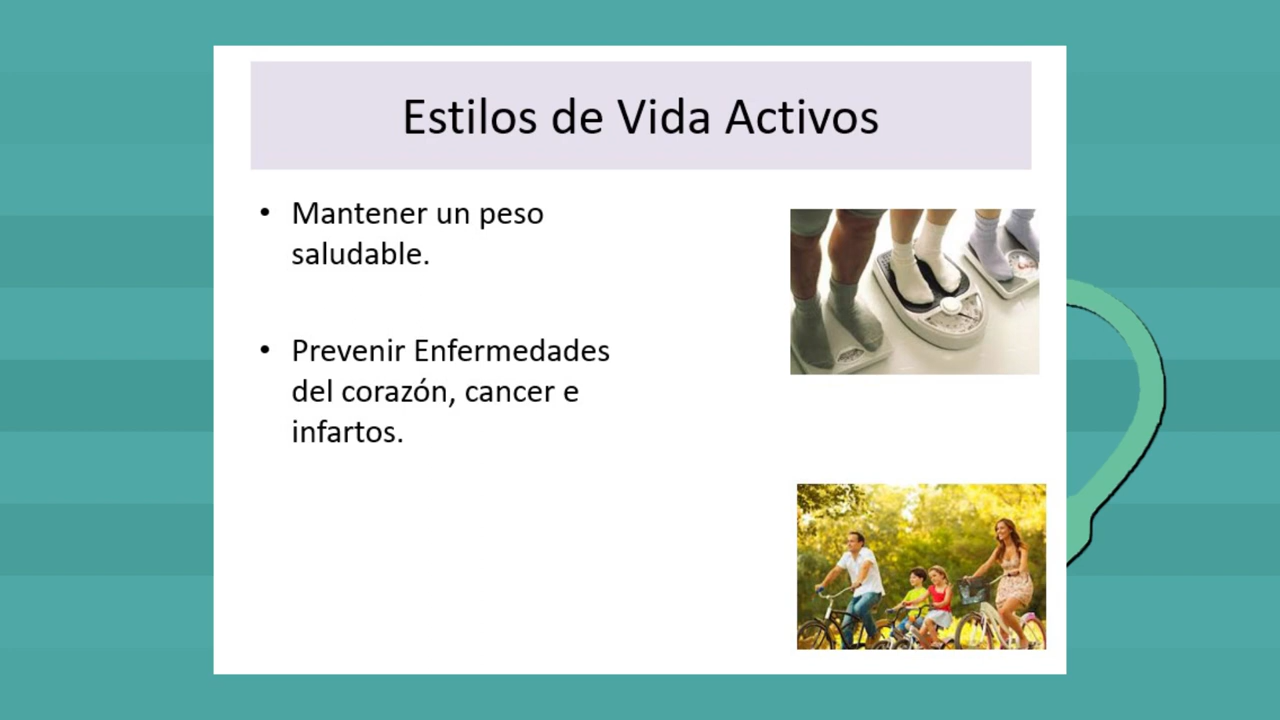 Estilos de Vida Activos
• Mantener un peso
saludable.
• Prevenir Enfermedades
del corazón, cancer e
infartos.